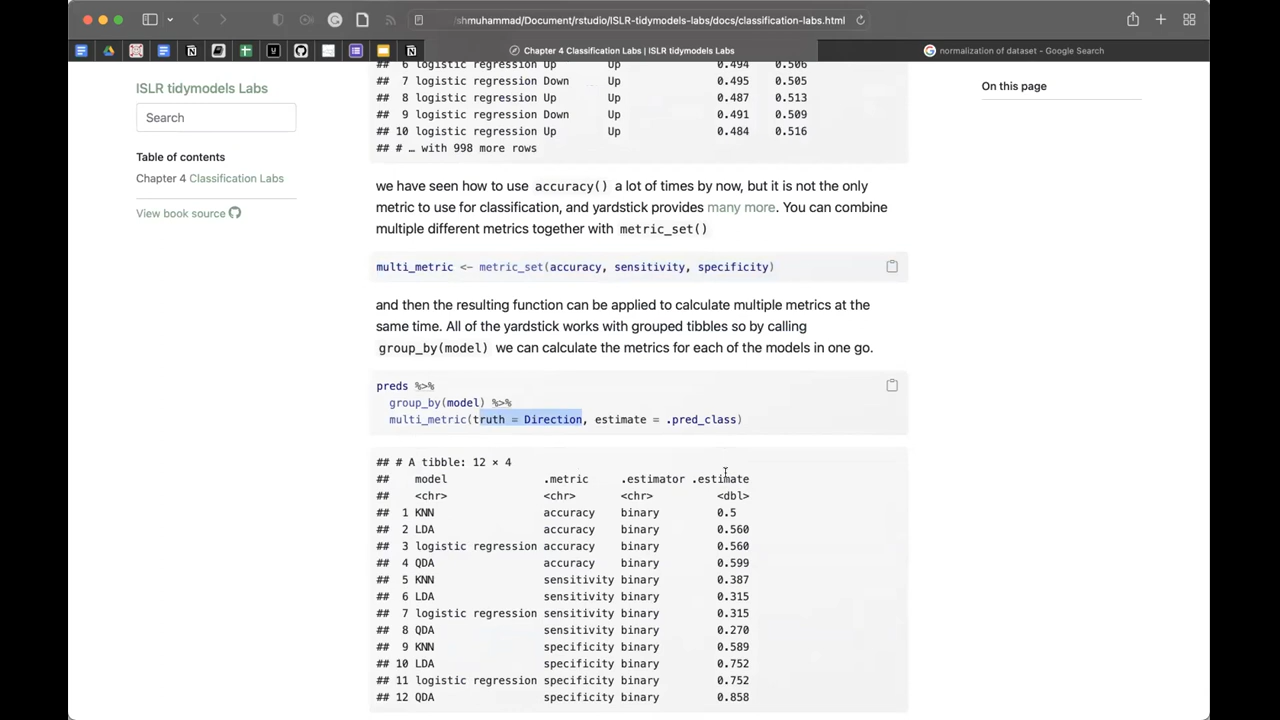 /shmuhammad/Document/rstudio/ISLR-tidymodels-labs/docs/classification-labs.html
Chapter 4 Classification Labs | ISLR tidymodels Labs
normalization of dataset - Google Search
ISLR tidymodels Labs
Search
Table of contents
Chapter 4 Classification Labs
View book source
On this page
## 6 logistic regression Up Up 0.494 0.506
## 7 logistic regression Down Up 0.495 0.505
## 8 logistic regression Up Up 0.487 0.513
## 9 logistic regression Down Up 0.491 0.509
## 10 logistic regression Up Up 0.484 0.516
## # … with 998 more rows
we have seen how to use accuracy() a lot of times by now, but it is not the only
metric to use for classification, and yardstick provides many more. You can combine
multiple different metrics together with metric_set()
multi_metric <- metric_set(accuracy, sensitivity, specificity)
and then the resulting function can be applied to calculate multiple metrics at the
same time. All of the yardstick works with grouped tibbles so by calling
group_by(model) we can calculate the metrics for each of the models in one go.
preds %>%
group_by(model) %>%
multi_metric(truth = Direction, estimate = .pred_class)
## # A tibble: 12 × 4
## model .metric .estimator .estimate
## <chr> <chr> <chr> <dbl>
## 1 KNN accuracy binary 0.5
## 2 LDA accuracy binary 0.560
## 3 logistic regression accuracy binary 0.560
## 4 QDA accuracy binary 0.599
## 5 KNN sensitivity binary 0.387
## 6 LDA sensitivity binary 0.315
## 7 logistic regression sensitivity binary 0.315
## 8 QDA sensitivity binary 0.270
## 9 KNN specificity binary 0.589
## 10 LDA specificity binary 0.752
## 11 logistic regression specificity binary 0.752
## 12 QDA specificity binary 0.858